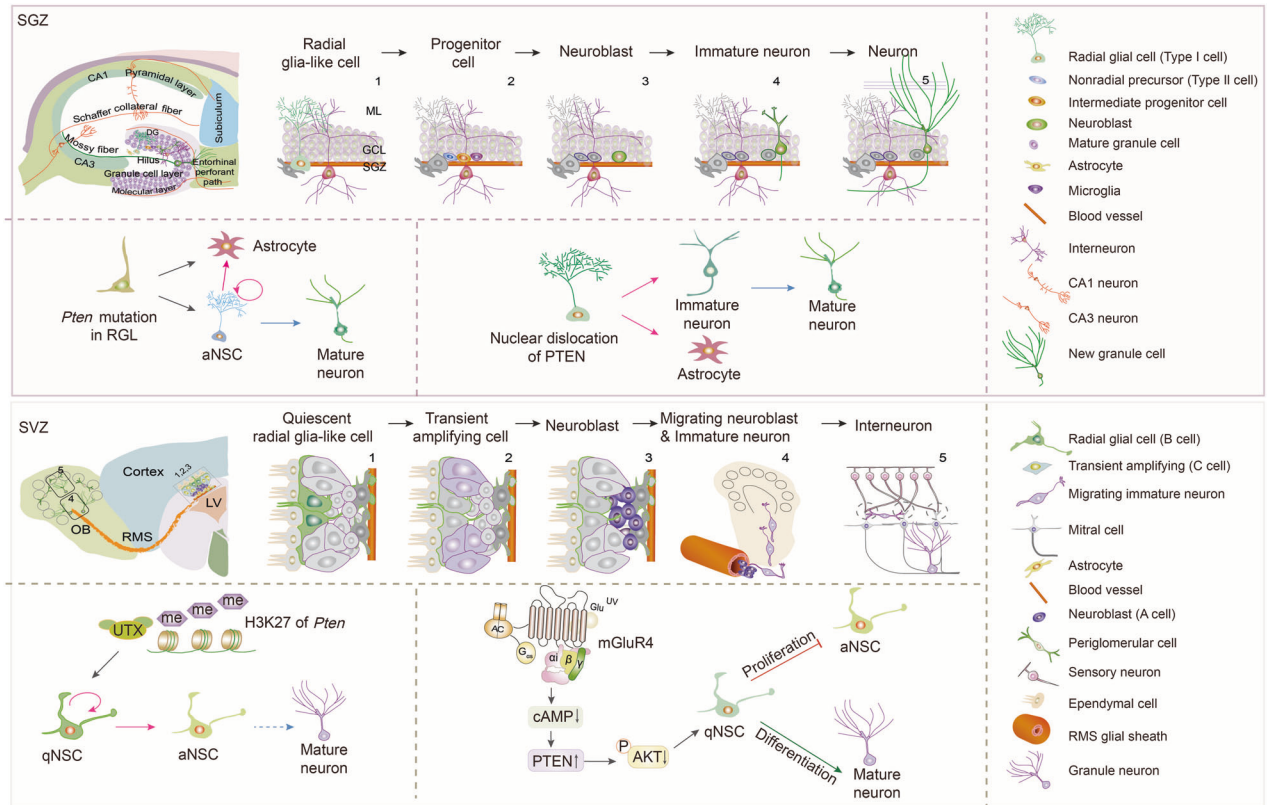 SGZ
CA1
Pyramidal layer
Schaffer collateral fiber
Subiculum
Mossy fiber
DG
Hilus
CA3
Entorhinal
perforant
path
Granule cell layer
Molecular layer
Radial
glia-like cell
Progenitor
cell
Neuroblast
Immature neuron
Neuron
1
2
3
4
5
ML
GCL
SGZ
Radial glial cell (Type I cell)
Nonradial precursor (Type II cell)
Intermediate progenitor cell
Neuroblast
Mature granule cell
Astrocyte
Microglia
Blood vessel
Interneuron
CA1 neuron
CA3 neuron
New granule cell
Pten mutation
in RGL
Astrocyte
aNSC
Mature
neuron
Nuclear dislocation
of PTEN
Immature
neuron
Astrocyte
Mature
neuron
SVZ
Cortex
1,2,3
5
4
LV
OB
RMS
Quiescent
radial glia-like cell
Transient
amplifying cell
Neuroblast
Migrating neuroblast
& Immature neuron
Interneuron
1
2
3
4
5
Radial glial cell (B cell)
Transient amplifying (C cell)
Migrating immature neuron
Mitral cell
Astrocyte
Blood vessel
Neuroblast (A cell)
Periglomerular cell
Sensory neuron
Ependymal cell
RMS glial sheath
Granule neuron
me me me
UTX
H3K27 of Pten
qNSC
aNSC
Mature
neuron
Glu
UV
AC
mGluR4
αi
β
γ
cAMP↓
PTEN↑
P
AKT↓
qNSC
Proliferation
aNSC
Differentiation
Mature
neuron